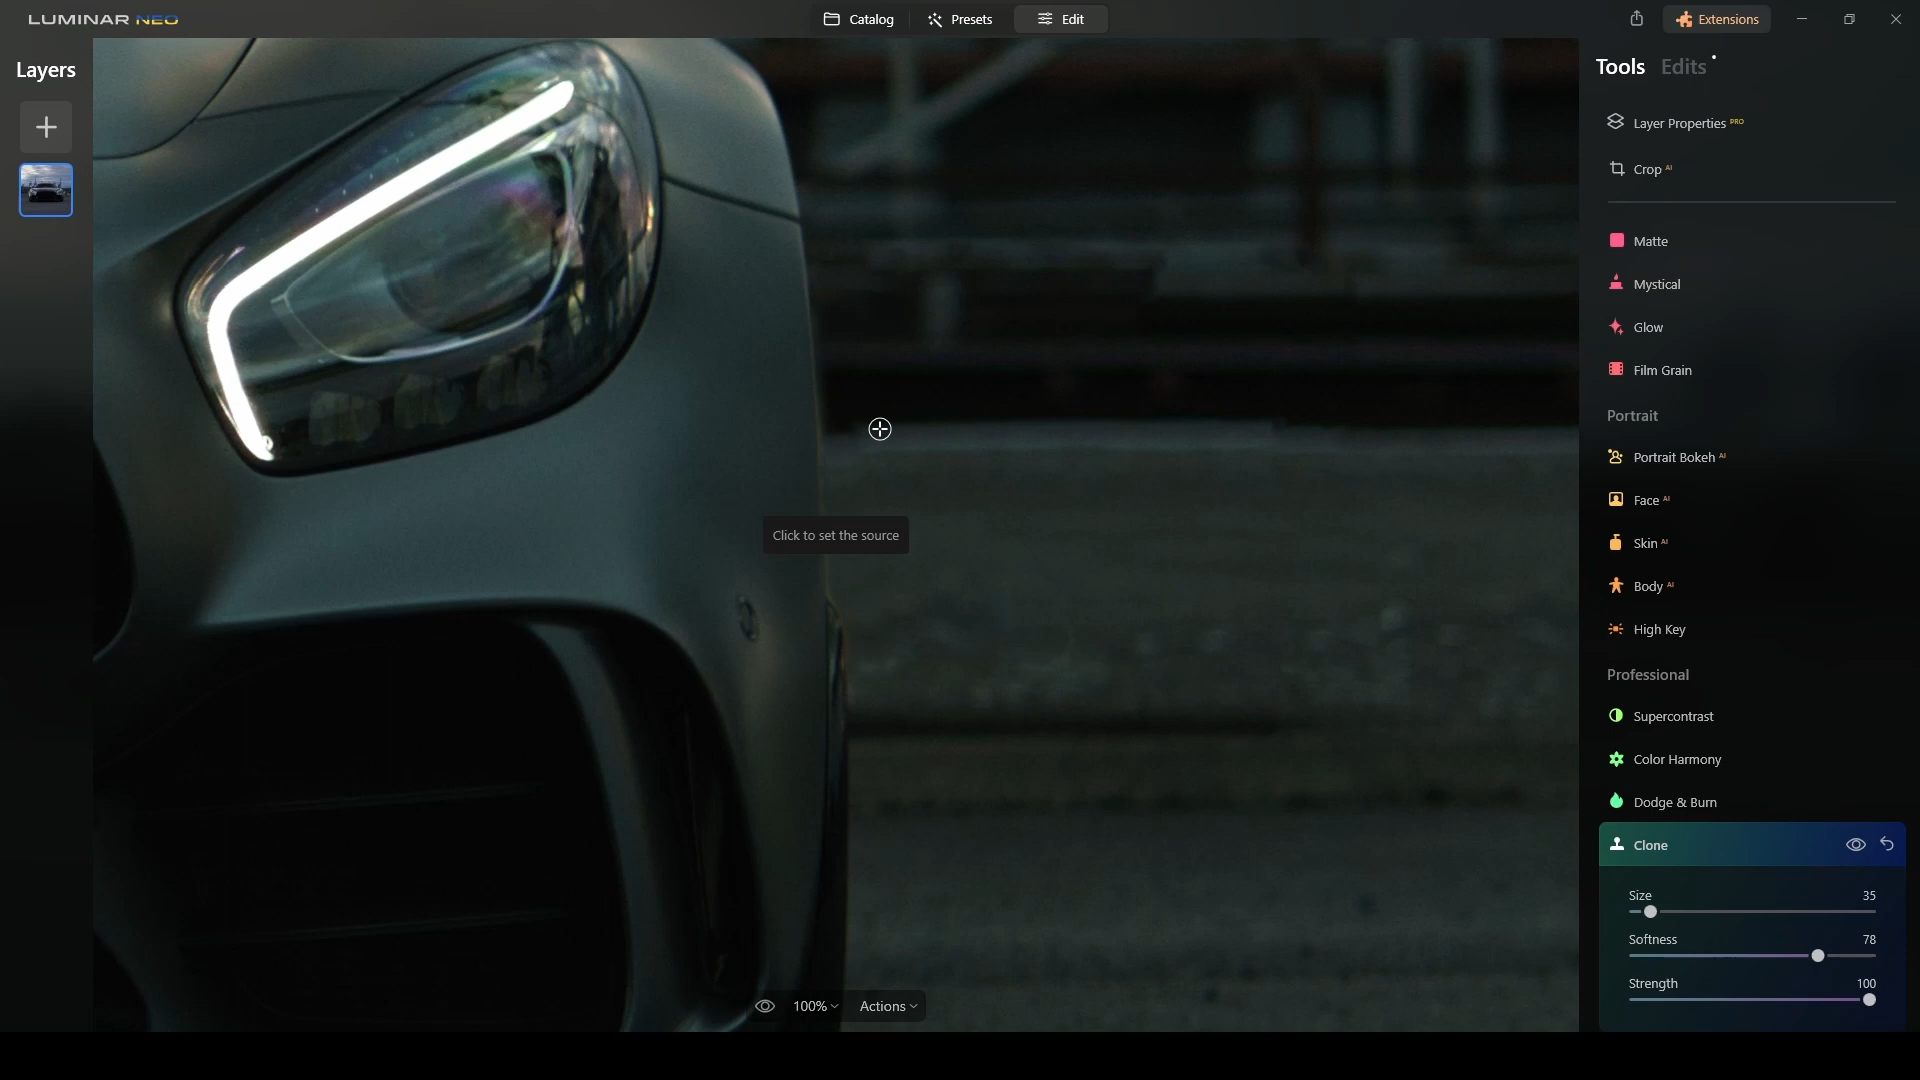 LUMINAR NEO
Catalog
Presets
Edit
Extensions
Layers
Tools
Edits
Layer Properties PRO
Crop AI
Matte
Mystical
Glow
Film Grain
Portrait
Portrait Bokeh AI
Face AI
Skin AI
Body AI
High Key
Professional
Supercontrast
Color Harmony
Dodge & Burn
Clone
Size 35
Softness 78
Strength 100
Click to set the source
100%
Actions